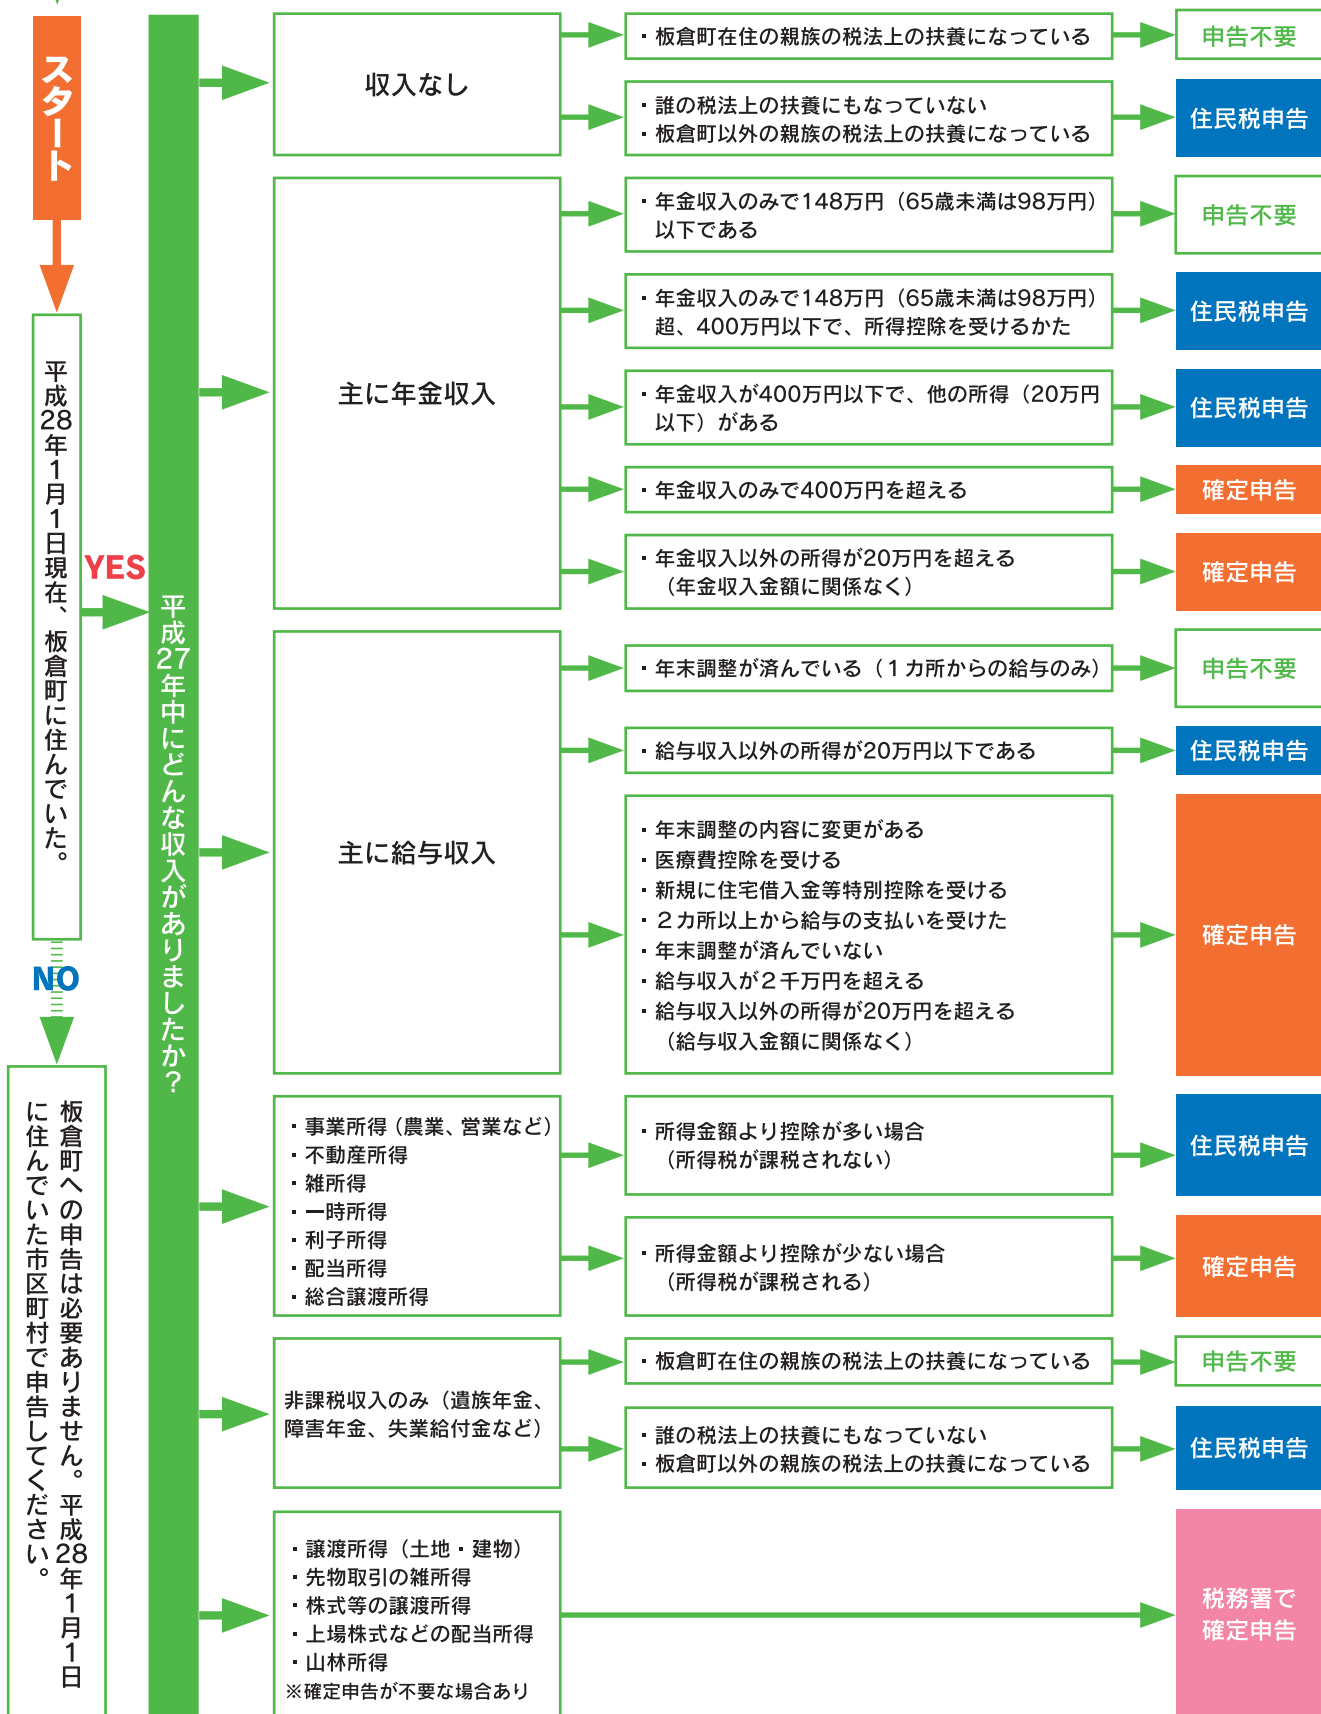 スタート
平成28年1月1日現在、板倉町に住んでいた。
YES
NO
板倉町への申告は必要ありません。平成28年1月1日
に住んでいた市区町村で申告してください。
平成27年中にどんな収入がありましたか？
収入なし
・板倉町在住の親族の税法上の扶養になっている
申告不要
・誰の税法上の扶養にもなっていない
・板倉町以外の親族の税法上の扶養になっている
住民税申告
主に年金収入
・年金収入のみで148万円（65歳未満は98万円）
以下である
申告不要
・年金収入のみで148万円（65歳未満は98万円）
超、400万円以下で、所得控除を受けるかた
住民税申告
・年金収入が400万円以下で、他の所得（20万円
以下）がある
住民税申告
・年金収入のみで400万円を超える
確定申告
・年金収入以外の所得が20万円を超える
（年金収入金額に関係なく）
確定申告
主に給与収入
・年末調整が済んでいる（１カ所からの給与のみ）
申告不要
・給与収入以外の所得が20万円以下である
住民税申告
・年末調整の内容に変更がある
・医療費控除を受ける
・新規に住宅借入金等特別控除を受ける
・２カ所以上から給与の支払いを受けた
・年末調整が済んでいない
・給与収入が２千万円を超える
・給与収入以外の所得が20万円を超える
（給与収入金額に関係なく）
確定申告
・事業所得（農業、営業など）
・不動産所得
・雑所得
・一時所得
・利子所得
・配当所得
・総合譲渡所得
・所得金額より控除が多い場合
（所得税が課税されない）
住民税申告
・所得金額より控除が少ない場合
（所得税が課税される）
確定申告
非課税収入のみ（遺族年金、
障害年金、失業給付金など）
・板倉町在住の親族の税法上の扶養になっている
申告不要
・誰の税法上の扶養にもなっていない
・板倉町以外の親族の税法上の扶養になっている
住民税申告
・譲渡所得（土地・建物）
・先物取引の雑所得
・株式等の譲渡所得
・上場株式などの配当所得
・山林所得
※確定申告が不要な場合あり
税務署で
確定申告